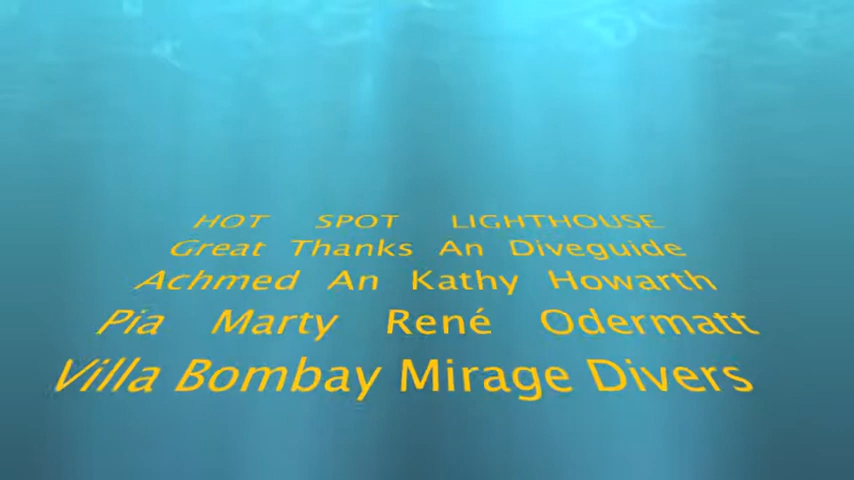 HOT SPOT LIGHTHOUSE
Great Thanks An Diveguide
Achmed An Kathy Howarth
Pia Marty René Odermatt
Villa Bombay Mirage Divers